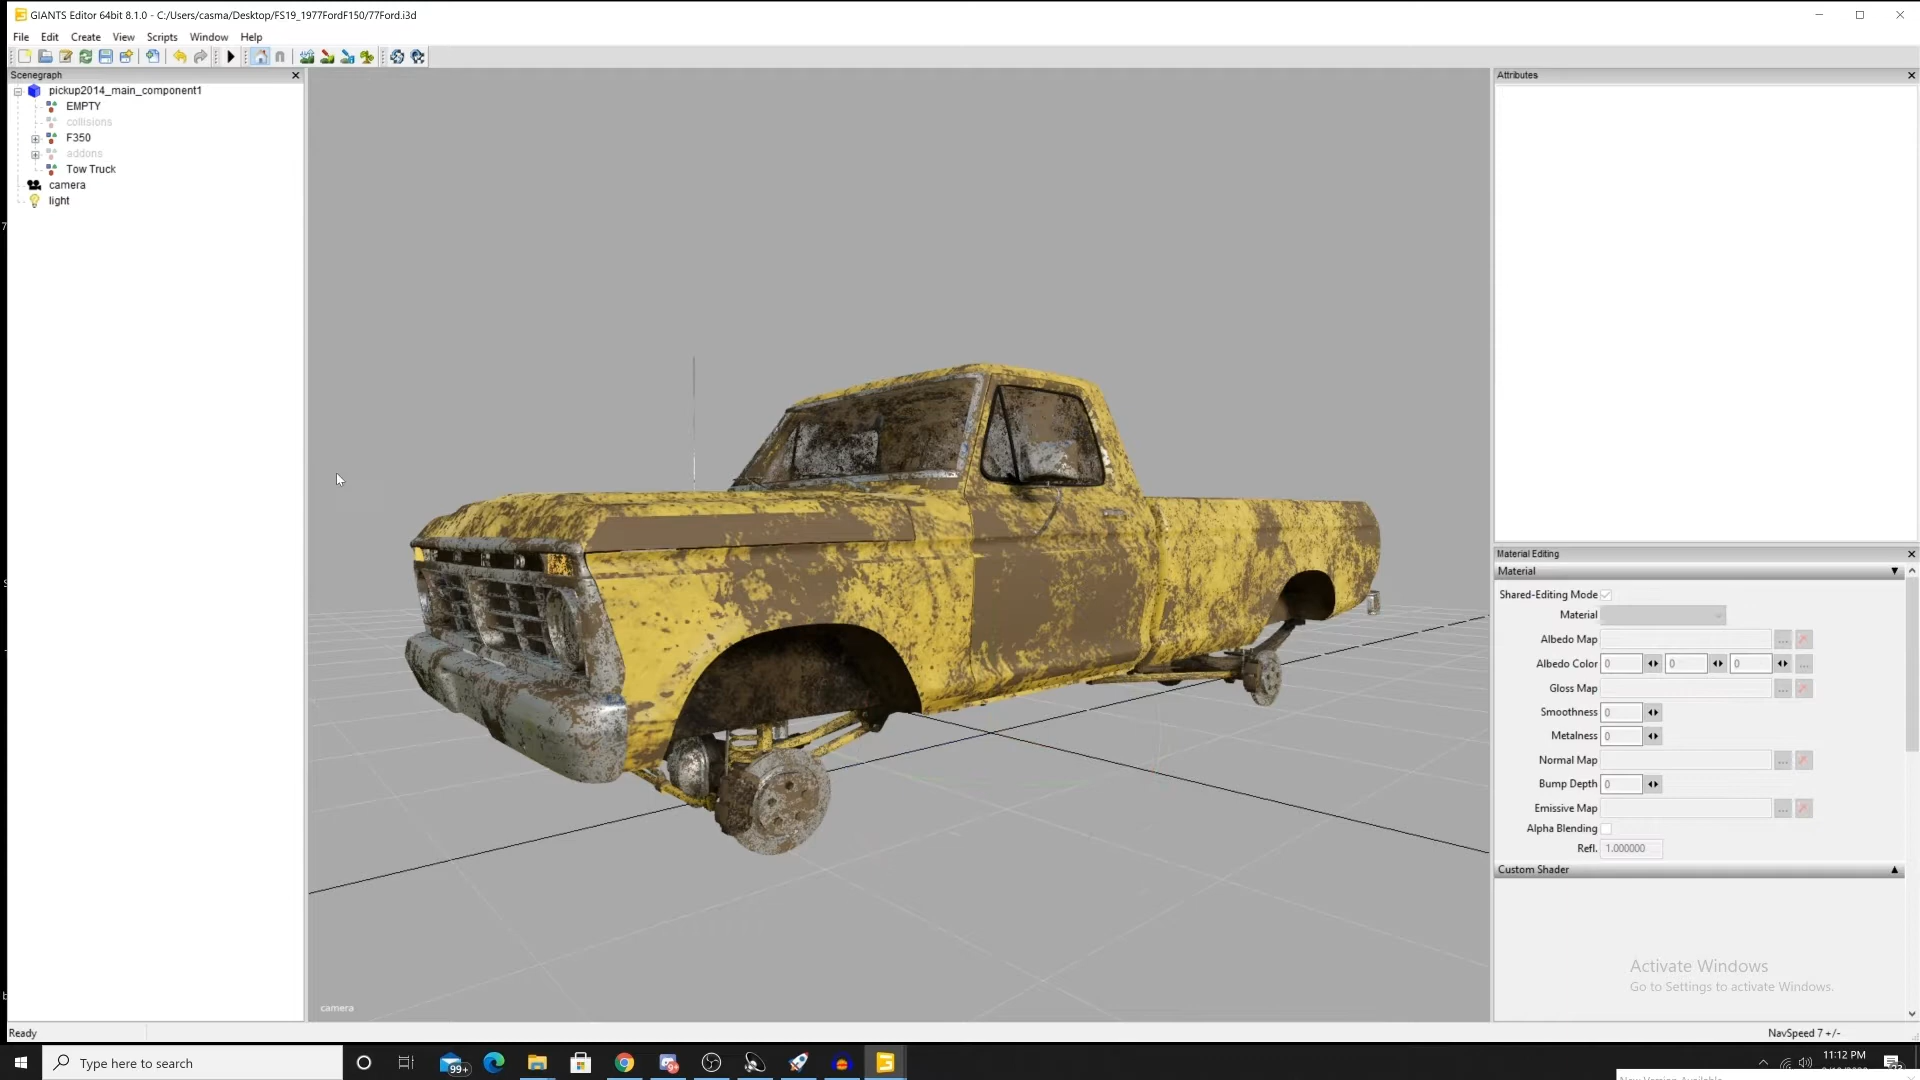 GIANTS Editor 64bit 8.1.0 - C:/Users/casma/Desktop/FS19_1977FordF150/77Ford.i3d
File Edit Create View Scripts Window Help
Scenegraph
pickup2014_main_component1
EMPTY
collisions
F350
addons
Tow Truck
camera
light
camera
Attributes
Material Editing
Material
Shared-Editing Mode
Material
Albedo Map ...
Albedo Color 0 0 0 ...
Gloss Map ...
Smoothness 0
Metalness 0
Normal Map ...
Bump Depth 0
Emissive Map ...
Alpha Blending
Refl. 1.000000
Custom Shader
Activate Windows
Go to Settings to activate Windows.
Ready
NavSpeed 7 +/-
Type here to search
99+
11:12 PM
New Version Available